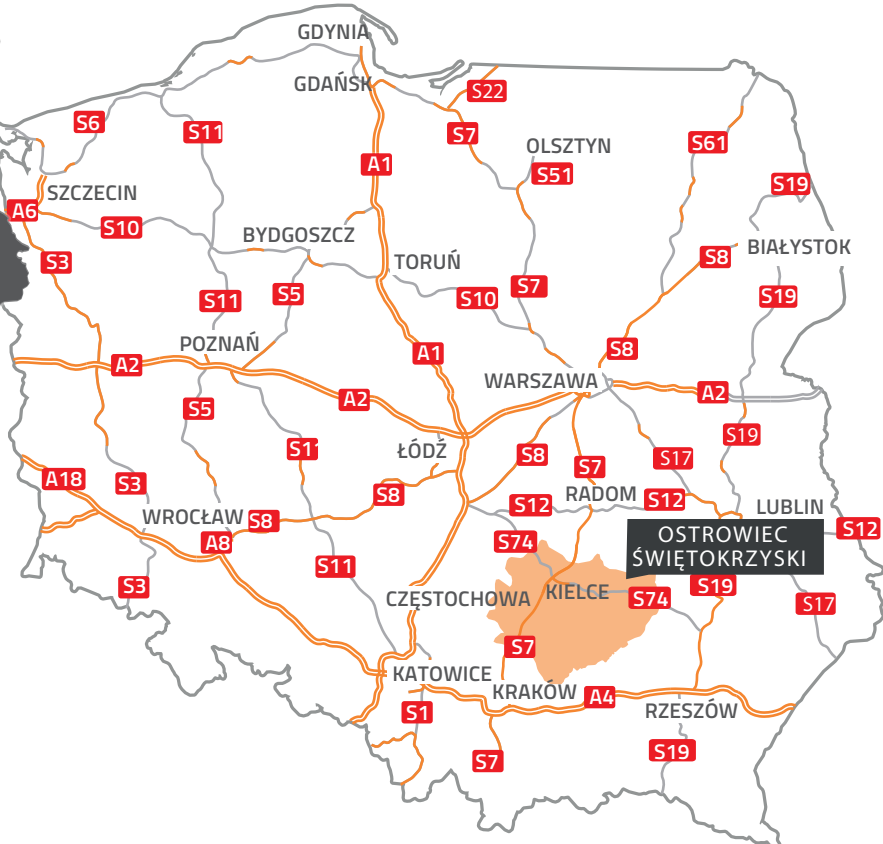 GDYNIA
GDAŃSK
S22
S6
S11
S7
OLSZTYN
S61
A1
S51
S19
SZCZECIN
A6
S10
BYDGOSZCZ
BIAŁYSTOK
S3
TORUŃ
S8
S7
S5
S11
S10
S19
POZNAŃ
S8
A1
A2
WARSZAWA
A2
A2
S5
S19
S11
ŁÓDŹ
S8
S7
S17
A18
S3
S8
RADOM
S12
S12
LUBLIN
WROCŁAW
S8
S12
A8
S74
OSTROWIEC
ŚWIĘTOKRZYSKI
S11
S3
CZĘSTOCHOWA
KIELCE
S74
S19
S17
S7
KATOWICE
KRAKÓW
A4
RZESZÓW
S1
S7
S19